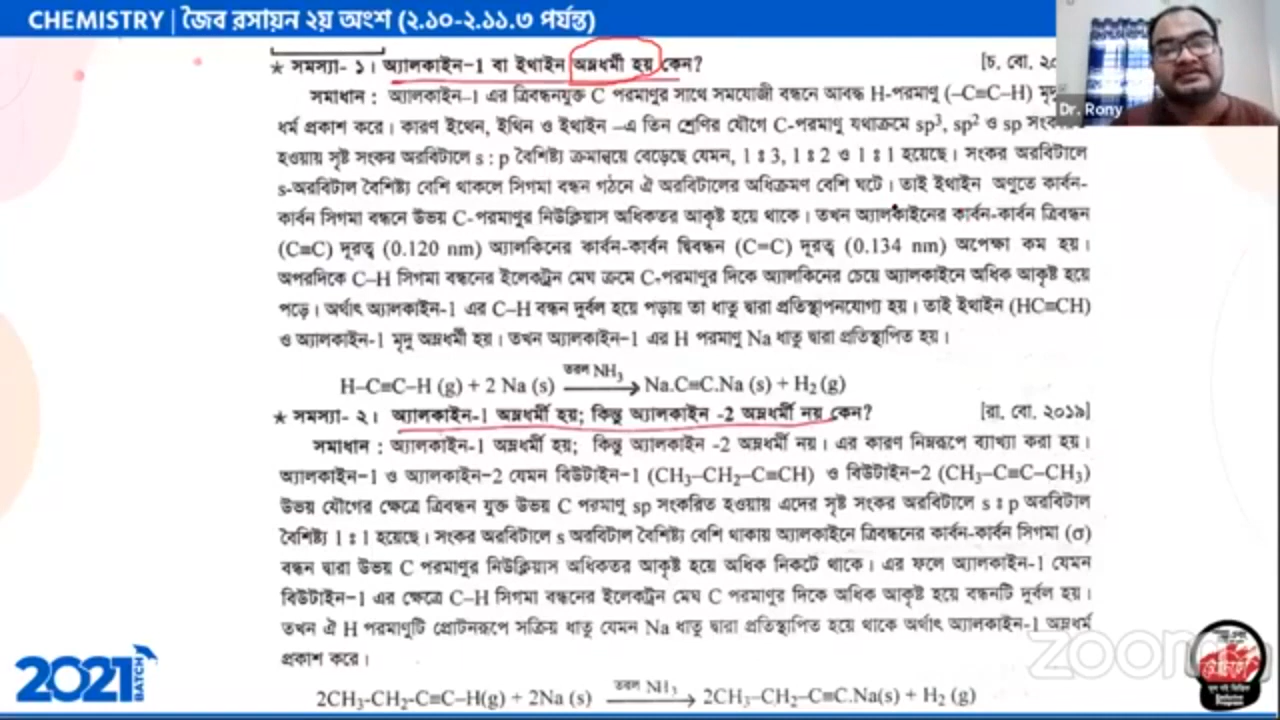 CHEMISTRY | জৈব রসায়ন ২য় অংশ (২.১০-২.১১.৩ পর্যন্ত)
★ সমস্যা- ১। অ্যালকাইন-1 বা ইথাইন অম্লধর্মী হয় কেন? [চ. বো. ২০
Dr. Rony
সমাধান : অ্যালকাইন–1 এর ত্রিবন্ধনযুক্ত C পরমাণুর সাথে সমযোজী বন্ধনে আবদ্ধ H-পরমাণু (–C≡C–H) মৃদু
ধর্ম প্রকাশ করে। কারণ ইথেন, ইথিন ও ইথাইন –এ তিন শ্রেণির যৌগে C-পরমাণু যথাক্রমে sp³, sp² ও sp
হওয়ায় সৃষ্ট সংকর অরবিটালে s : p বৈশিষ্ট্য ক্রমান্বয়ে বেড়েছে যেমন, 1 : 3, 1 : 2 ও 1 : 1 হয়েছে। সংকর অরবিটালে
s-অরবিটাল বৈশিষ্ট্য বেশি থাকলে সিগমা বন্ধন গঠনে ঐ অরবিটালের অধিক্রমণ বেশি ঘটে। তাই ইথাইন অণুতে কার্বন-
কার্বন সিগমা বন্ধনে উভয় C-পরমাণুর নিউক্লিয়াস অধিকতর আকৃষ্ট হয়ে থাকে। তখন অ্যালকাইনের কার্বন-কার্বন ত্রিবন্ধন
(C≡C) দূরত্ব (0.120 nm) অ্যালকিনের কার্বন-কার্বন দ্বিবন্ধন (C=C) দূরত্ব (0.134 nm) অপেক্ষা কম হয়।
অপরদিকে C–H সিগমা বন্ধনের ইলেকট্রন মেঘ ক্রমে C-পরমাণুর দিকে অ্যালকিনের চেয়ে অ্যালকাইনে অধিক আকৃষ্ট হয়ে
পড়ে। অর্থাৎ অ্যালকাইন-1 এর C–H বন্ধন দুর্বল হয়ে পড়ায় তা ধাতু দ্বারা প্রতিস্থাপনযোগ্য হয়। তাই ইথাইন (HC≡CH)
ও অ্যালকাইন-1 মৃদু অম্লধর্মী হয়। তখন অ্যালকাইন–1 এর H পরমাণু Na ধাতু দ্বারা প্রতিস্থাপিত হয়।
H–C≡C–H (g) + 2 Na (s) তরল NH₃ ⟶ Na.C≡C.Na (s) + H₂ (g)
★ সমস্যা- ২। অ্যালকাইন-1 অম্লধর্মী হয়; কিন্তু অ্যালকাইন -2 অম্লধর্মী নয় কেন? [রা. বো. ২০১৯]
সমাধান : অ্যালকাইন-1 অম্লধর্মী হয়; কিন্তু অ্যালকাইন -2 অম্লধর্মী নয়। এর কারণ নিম্নরূপে ব্যাখ্যা করা হয়।
অ্যালকাইন–1 ও অ্যালকাইন–2 যেমন বিউটাইন–1 (CH₃–CH₂–C≡CH) ও বিউটাইন–2 (CH₃–C≡C–CH₃)
উভয় যৌগের ক্ষেত্রে ত্রিবন্ধন যুক্ত উভয় C পরমাণু sp সংকরিত হওয়ায় এদের সৃষ্ট সংকর অরবিটালে s : p অরবিটাল
বৈশিষ্ট্য 1 : 1 হয়েছে। সংকর অরবিটালে s অরবিটাল বৈশিষ্ট্য বেশি থাকায় অ্যালকাইনে ত্রিবন্ধনের কার্বন-কার্বন সিগমা (σ)
বন্ধন দ্বারা উভয় C পরমাণুর নিউক্লিয়াস অধিকতর আকৃষ্ট হয়ে অধিক নিকটে থাকে। এর ফলে অ্যালকাইন-1 যেমন
বিউটাইন–1 এর ক্ষেত্রে C–H সিগমা বন্ধনের ইলেকট্রন মেঘ C পরমাণুর দিকে অধিক আকৃষ্ট হয়ে বন্ধনটি দুর্বল হয়।
তখন ঐ H পরমাণুটি প্রোটনরূপে সক্রিয় ধাতু যেমন Na ধাতু দ্বারা প্রতিস্থাপিত হয়ে থাকে অর্থাৎ অ্যালকাইন-1 অম্লধর্ম
প্রকাশ করে।
2CH₃-CH₂-C≡C–H(g) + 2Na (s) তরল NH₃ ⟶ 2CH₃–CH₂–C≡C.Na(s) + H₂ (g)
2021 BATCH
zoom